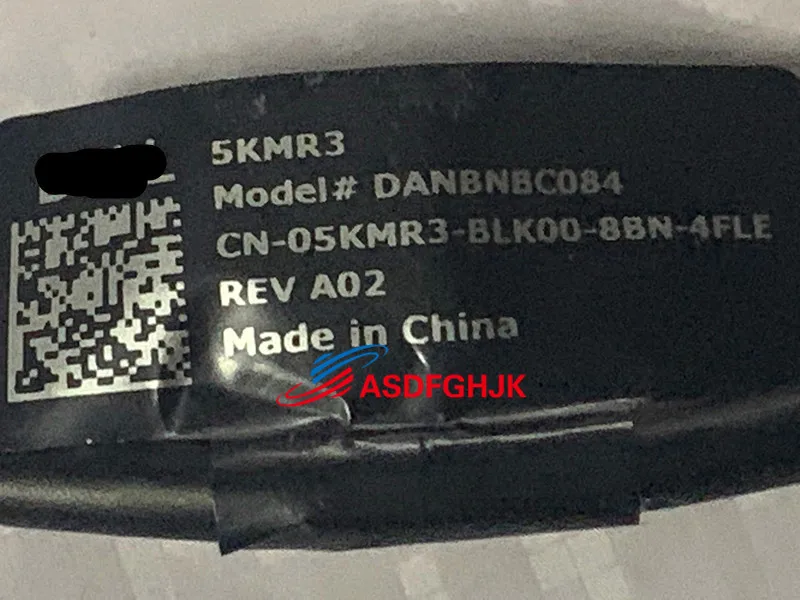 5KMR3
Model# DANBNBC084
CN-05KMR3-BLK00-8BN-4FLE
REV A02
Made in China
ASDFGHJK